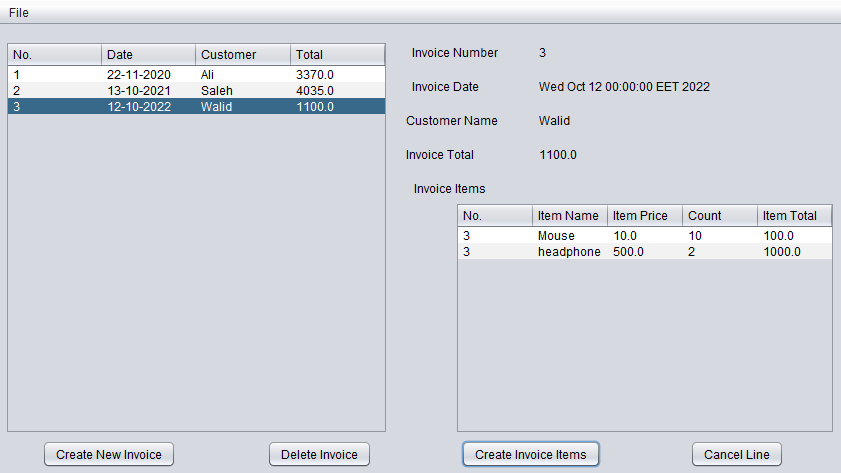 File
No. Date Customer Total
1 22-11-2020 Ali 3370.0
2 13-10-2021 Saleh 4035.0
3 12-10-2022 Walid 1100.0
Invoice Number 3
Invoice Date Wed Oct 12 00:00:00 EET 2022
Customer Name Walid
Invoice Total 1100.0
Invoice Items
No. Item Name Item Price Count Item Total
3 Mouse 10.0 10 100.0
3 headphone 500.0 2 1000.0
Create New Invoice Delete Invoice Create Invoice Items Cancel Line